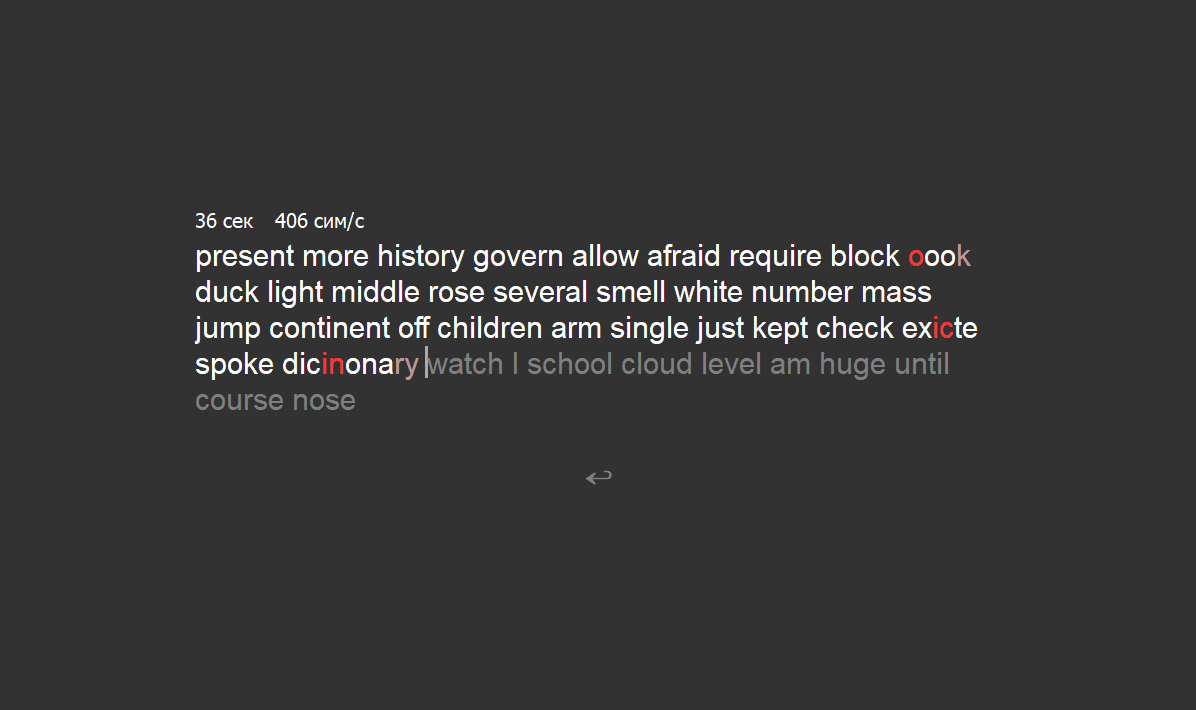 36 сек 406 сим/с
present more history govern allow afraid require block oook
duck light middle rose several smell white number mass
jump continent off children arm single just kept check exicte
spoke dicinonary watch I school cloud level am huge until
course nose